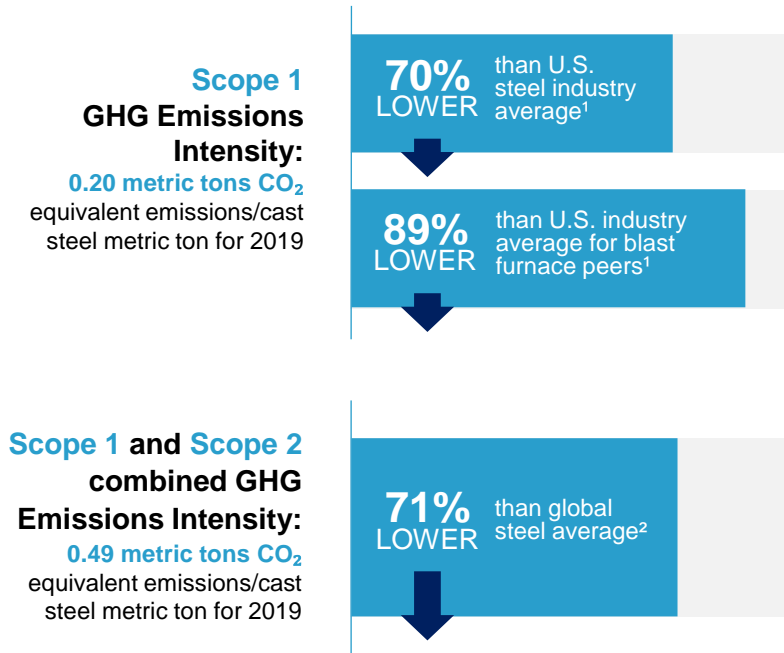 Scope 1
GHG Emissions
Intensity:
0.20 metric tons CO₂
equivalent emissions/cast
steel metric ton for 2019
70%
LOWER
than U.S.
steel industry
average¹
89%
LOWER
than U.S. industry
average for blast
furnace peers¹
Scope 1 and Scope 2
combined GHG
Emissions Intensity:
0.49 metric tons CO₂
equivalent emissions/cast
steel metric ton for 2019
71%
LOWER
than global
steel average²